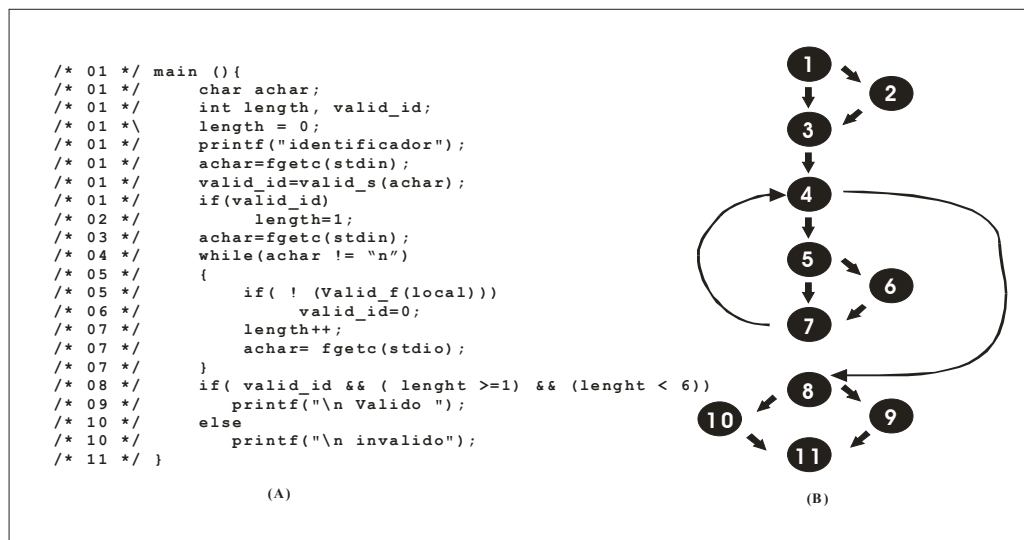 /* 01 */ main (){
/* 01 */ char achar;
/* 01 */ int length, valid_id;
/* 01 *\ length = 0;
/* 01 */ printf("identificador");
/* 01 */ achar=fgetc(stdin);
/* 01 */ valid_id=valid_s(achar);
/* 01 */ if(valid_id)
/* 02 */ length=1;
/* 03 */ achar=fgetc(stdin);
/* 04 */ while(achar != “n”)
/* 05 */ {
/* 05 */ if( ! (Valid_f(local)))
/* 06 */ valid_id=0;
/* 07 */ length++;
/* 07 */ achar= fgetc(stdio);
/* 07 */ }
/* 08 */ if( valid_id && ( lenght >=1) && (lenght < 6))
/* 09 */ printf("\n Valido ");
/* 10 */ else
/* 10 */ printf("\n invalido");
/* 11 */ }
(A)
1
2
3
4
5
6
7
8
10
9
11
(B)